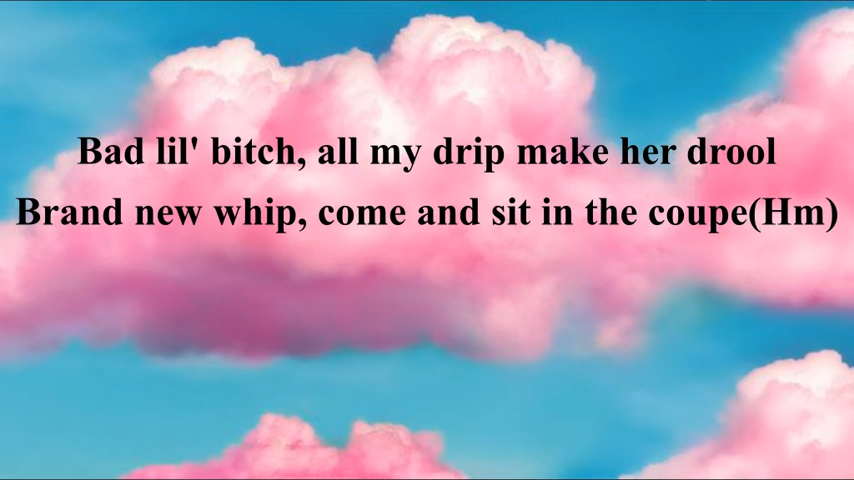 Bad lil' bitch, all my drip make her drool
Brand new whip, come and sit in the coupe(Hm)